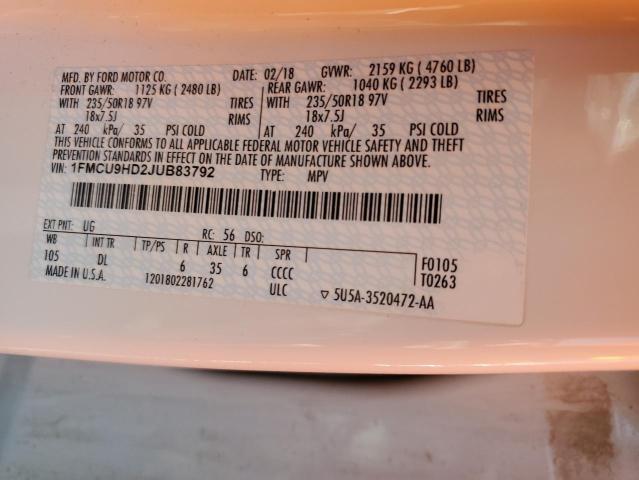 MFD. BY FORD MOTOR CO. DATE: 02/18 GVWR: 2159 KG ( 4760 LB)
FRONT GAWR: 1125 KG ( 2480 LB) REAR GAWR: 1040 KG ( 2293 LB)
WITH 235/50R18 97V TIRES WITH 235/50R18 97V TIRES
18x7.5J RIMS 18x7.5J RIMS
AT 240 kPa/ 35 PSI COLD AT 240 kPa/ 35 PSI COLD
THIS VEHICLE CONFORMS TO ALL APPLICABLE FEDERAL MOTOR VEHICLE SAFETY AND THEFT
PREVENTION STANDARDS IN EFFECT ON THE DATE OF MANUFACTURE SHOWN ABOVE.
VIN: 1FMCU9HD2JUB83792 TYPE: MPV
EXT PNT: UG RC: 56 DSO:
WB INT TR TP/PS R AXLE TR SPR F0105
105 DL 6 35 6 CCCC T0263
MADE IN U.S.A. 1201802281762 ULC ▽ 5U5A-3520472-AA